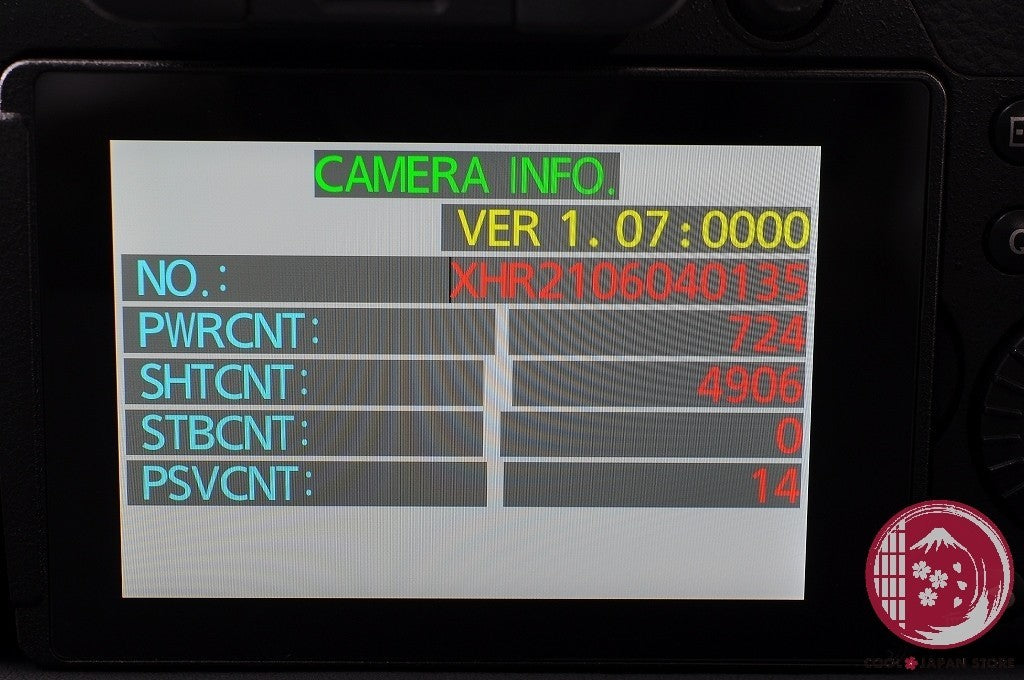 CAMERA INFO.
VER 1.07:0000
NO.: XHR2106040135
PWRCNT: 724
SHTCNT: 4906
STBCNT: 0
PSVCNT: 14
Q
COOL JAPAN STORE